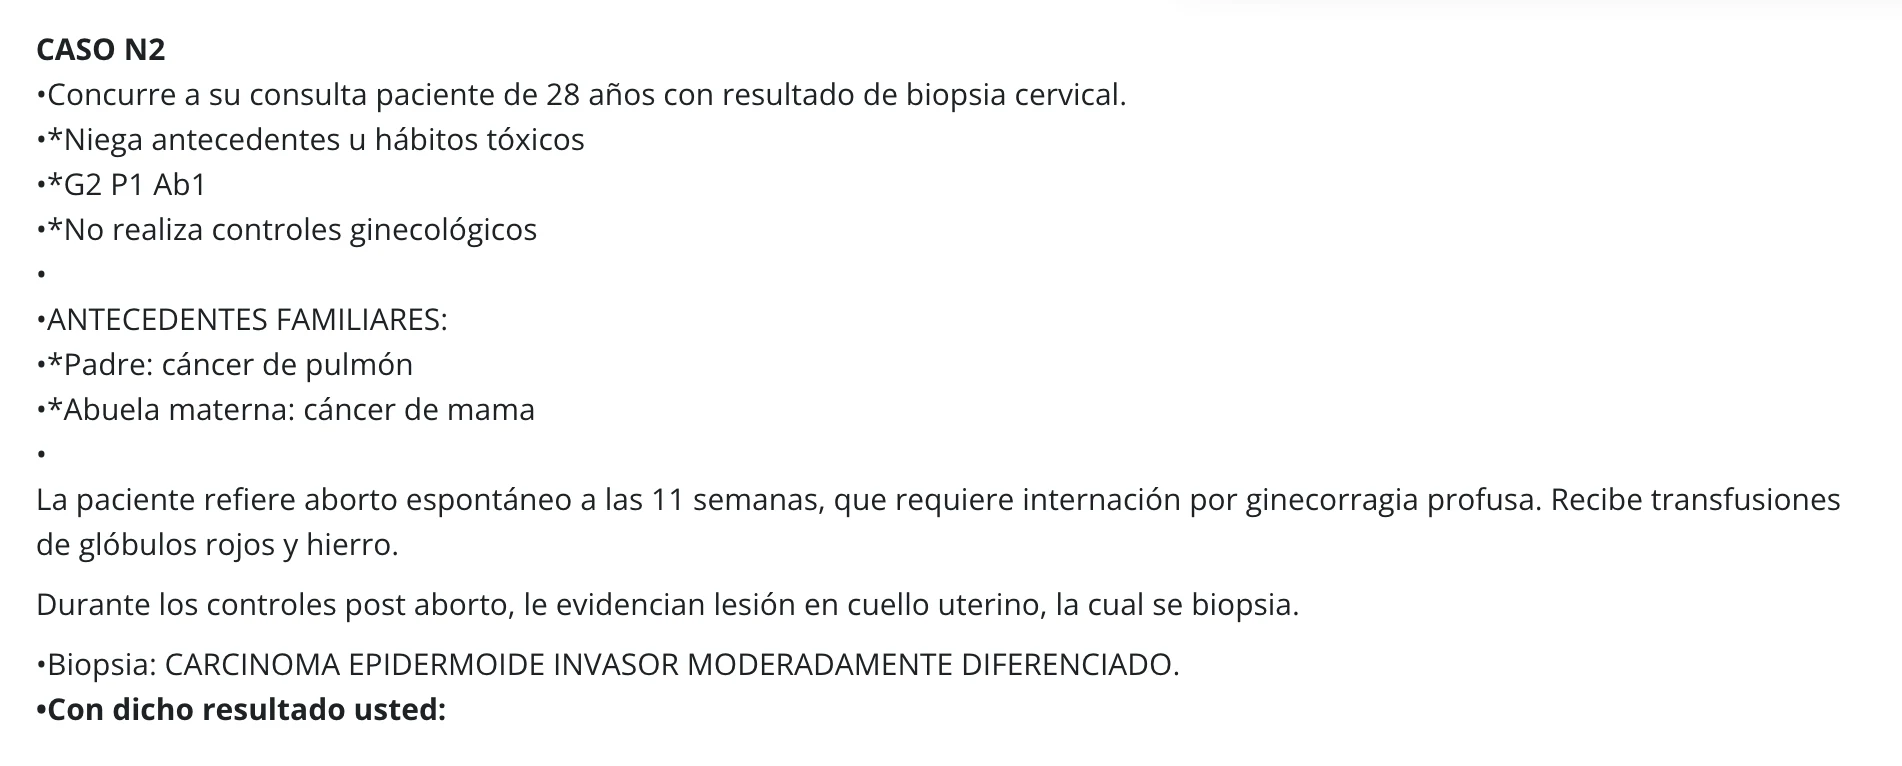 CASO N2
•Concurre a su consulta paciente de 28 años con resultado de biopsia cervical.
•*Niega antecedentes u hábitos tóxicos
•*G2 P1 Ab1
•*No realiza controles ginecológicos
•
•ANTECEDENTES FAMILIARES:
•*Padre: cáncer de pulmón
•*Abuela materna: cáncer de mama
•
La paciente refiere aborto espontáneo a las 11 semanas, que requiere internación por ginecorragia profusa. Recibe transfusiones
de glóbulos rojos y hierro.
Durante los controles post aborto, le evidencian lesión en cuello uterino, la cual se biopsia.
•Biopsia: CARCINOMA EPIDERMOIDE INVASOR MODERADAMENTE DIFERENCIADO.
•Con dicho resultado usted: